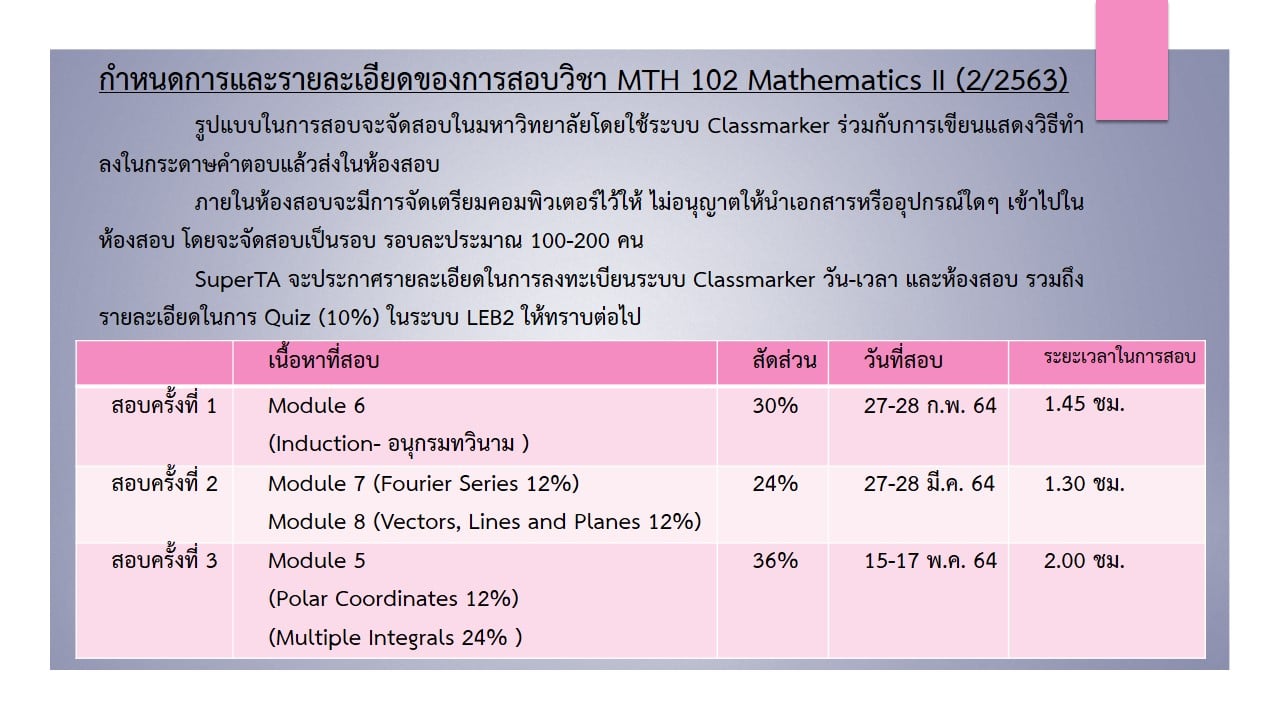 กำหนดการและรายละเอียดของการสอบวิชา MTH 102 Mathematics II (2/2563)
รูปแบบในการสอบจะจัดสอบในมหาวิทยาลัยโดยใช้ระบบ Classmarker ร่วมกับการเขียนแสดงวิธีทำ
ลงในกระดาษคำตอบแล้วส่งในห้องสอบ
ภายในห้องสอบจะมีการจัดเตรียมคอมพิวเตอร์ไว้ให้ ไม่อนุญาตให้นำเอกสารหรืออุปกรณ์ใดๆ เข้าไปใน
ห้องสอบ โดยจะจัดสอบเป็นรอบ รอบละประมาณ 100-200 คน
SuperTA จะประกาศรายละเอียดในการลงทะเบียนระบบ Classmarker วัน-เวลา และห้องสอบ รวมถึง
รายละเอียดในการ Quiz (10%) ในระบบ LEB2 ให้ทราบต่อไป
เนื้อหาที่สอบ สัดส่วน วันที่สอบ ระยะเวลาในการสอบ
สอบครั้งที่ 1 Module 6 30% 27-28 ก.พ. 64 1.45 ชม.
(Induction- อนุกรมทวินาม )
สอบครั้งที่ 2 Module 7 (Fourier Series 12%) 24% 27-28 มี.ค. 64 1.30 ชม.
Module 8 (Vectors, Lines and Planes 12%)
สอบครั้งที่ 3 Module 5 36% 15-17 พ.ค. 64 2.00 ชม.
(Polar Coordinates 12%)
(Multiple Integrals 24% )